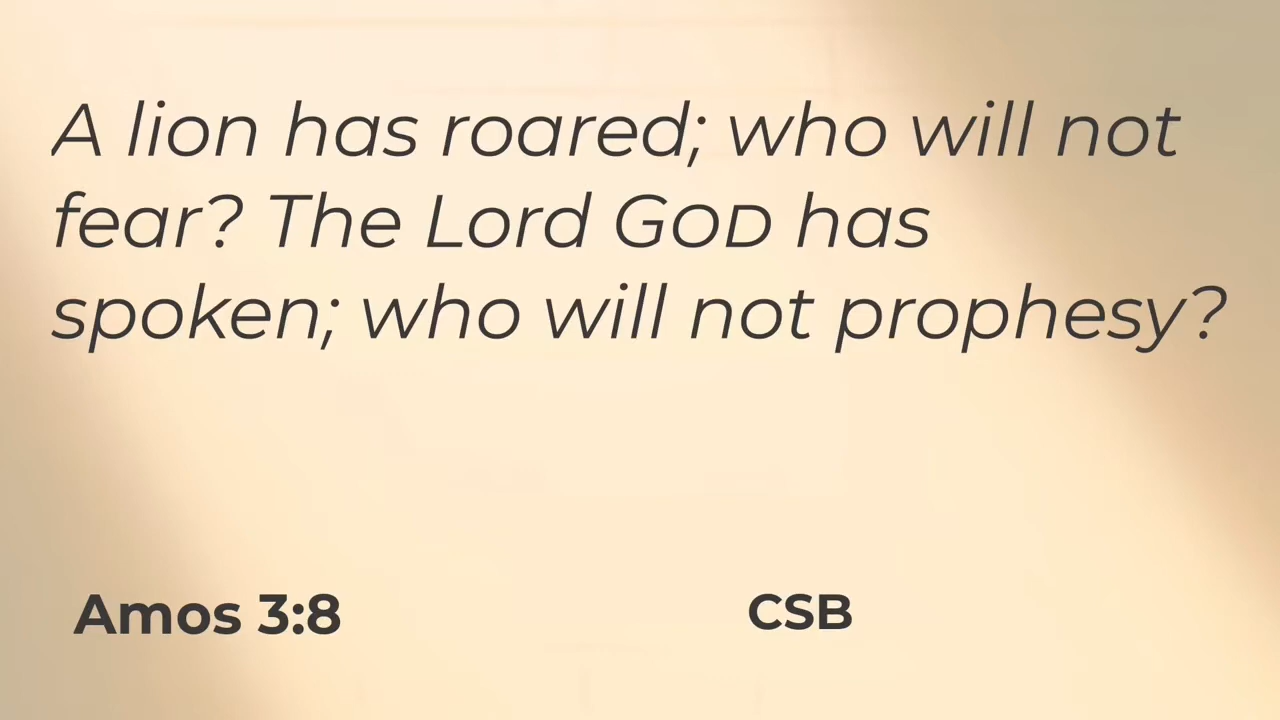 A lion has roared; who will not
fear? The Lord GOD has
spoken; who will not prophesy?
Amos 3:8
CSB